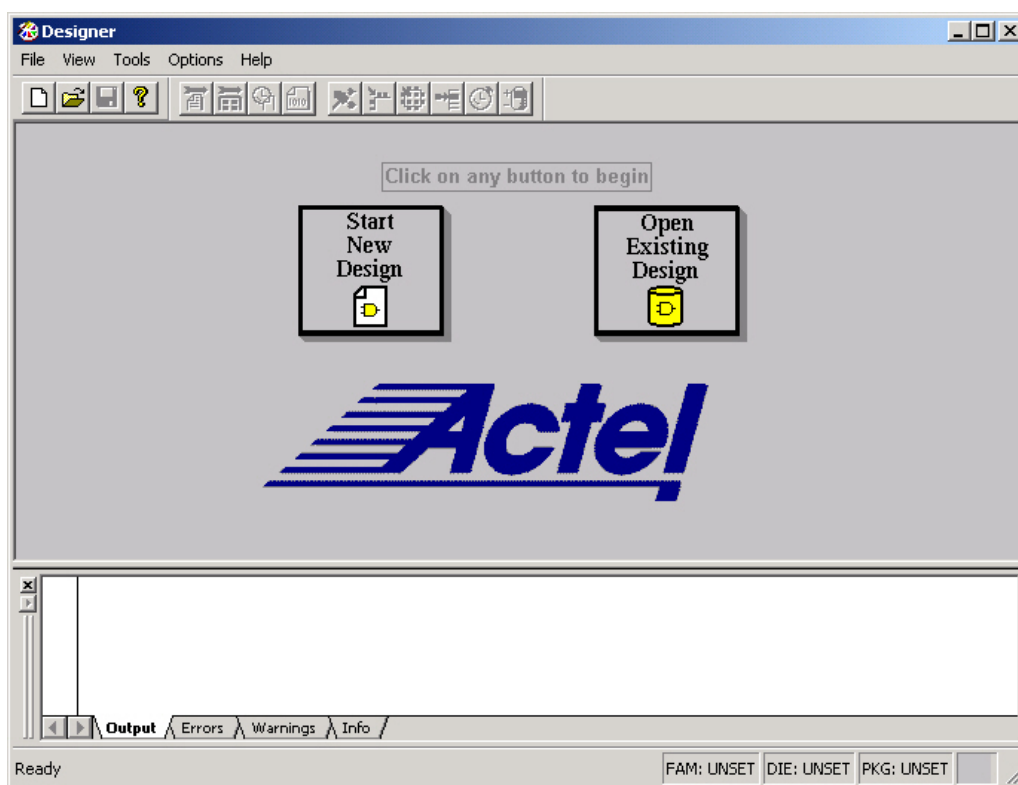 Designer
File View Tools Options Help
Click on any button to begin
Start
New
Design
Open
Existing
Design
Actel
Output Errors Warnings Info
Ready FAM: UNSET DIE: UNSET PKG: UNSET